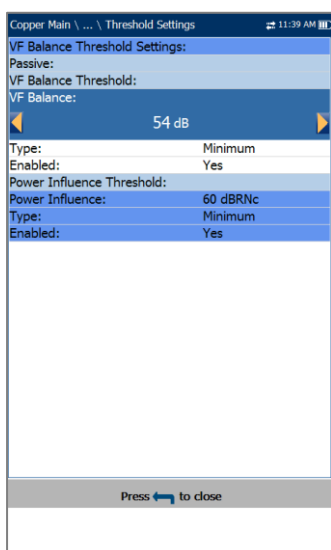 Copper Main \ ... \ Threshold Settings 11:39 AM
VF Balance Threshold Settings:
Passive:
VF Balance Threshold:
VF Balance:
54 dB
Type: Minimum
Enabled: Yes
Power Influence Threshold:
Power Influence: 60 dBRNc
Type: Minimum
Enabled: Yes
Press to close